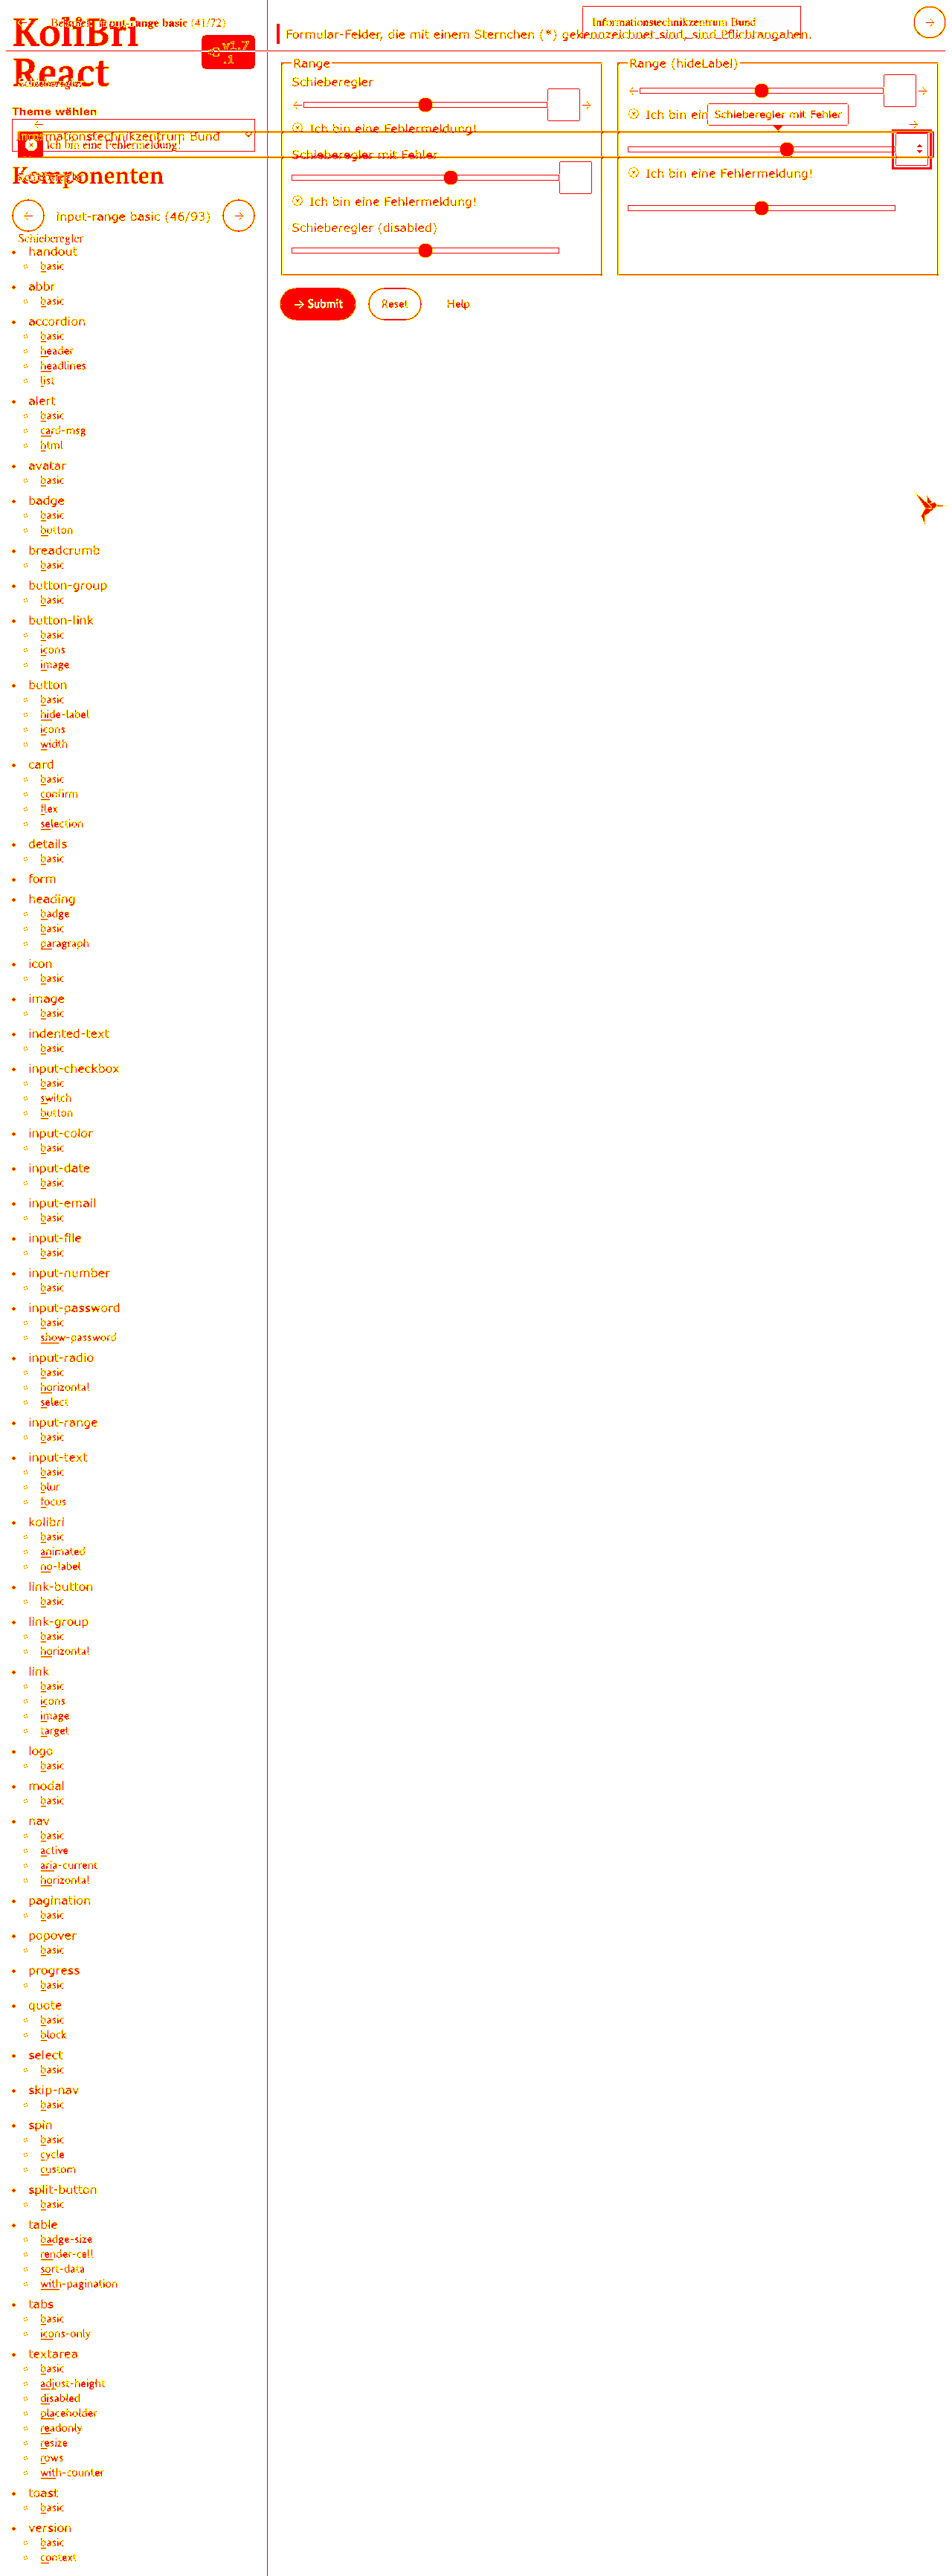 KoliBri
Beispiel: input-range basic (41/72)
React
v1.7
.1
Schieberegler
Theme wählen
Informationstechnikzentrum Bund
Ich bin eine Fehlermeldung!
Komponenten
input-range basic (46/93)
Schieberegler
handout
basic
abbr
basic
accordion
basic
header
headlines
list
alert
basic
card-msg
html
avatar
basic
badge
basic
button
breadcrumb
basic
button-group
basic
button-link
basic
icons
image
button
basic
hide-label
icons
width
card
basic
confirm
flex
selection
details
basic
form
heading
badge
basic
paragraph
icon
basic
image
basic
indented-text
basic
input-checkbox
basic
switch
button
input-color
basic
input-date
basic
input-email
basic
input-file
basic
input-number
basic
input-password
basic
show-password
input-radio
basic
horizontal
select
input-range
basic
input-text
basic
blur
focus
kolibri
basic
animated
no-label
link-button
basic
link-group
basic
horizontal
link
basic
icons
image
target
logo
basic
modal
basic
nav
basic
active
aria-current
horizontal
pagination
basic
popover
basic
progress
basic
quote
basic
block
select
basic
skip-nav
basic
spin
basic
cycle
custom
split-button
basic
table
badge-size
render-cell
sort-data
with-pagination
tabs
basic
icons-only
textarea
basic
adjust-height
disabled
placeholder
readonly
resize
rows
with-counter
toast
basic
version
basic
context
Informationstechnikzentrum Bund
Formular-Felder, die mit einem Sternchen (*) gekennzeichnet sind, sind Pflichtangaben.
Range
Schieberegler
Ich bin eine Fehlermeldung!
Schieberegler mit Fehler
Ich bin eine Fehlermeldung!
Schieberegler (disabled)
Range (hideLabel)
Ich bin ein
Schieberegler mit Fehler
Ich bin eine Fehlermeldung!
Submit
Reset
Help